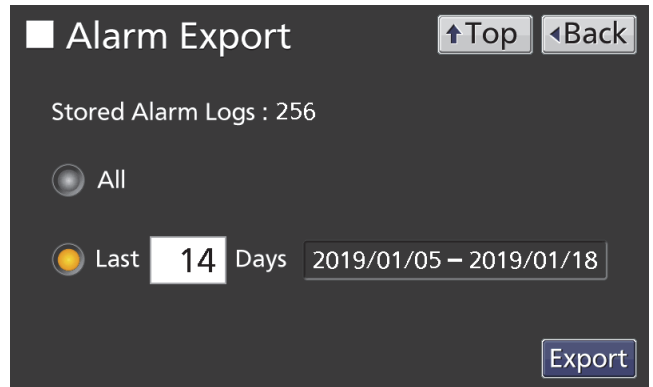 Alarm Export
↑Top
◂Back
Stored Alarm Logs : 256
All
Last 14 Days 2019/01/05 – 2019/01/18
Export